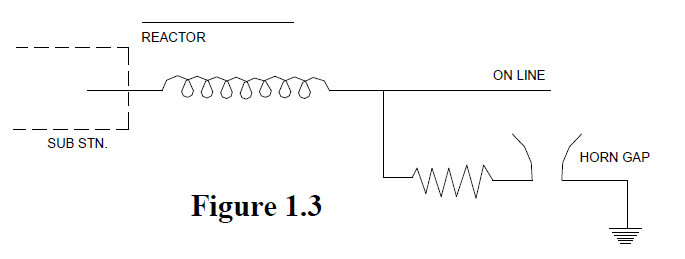 REACTOR
ON LINE
SUB STN.
HORN GAP
Figure 1.3